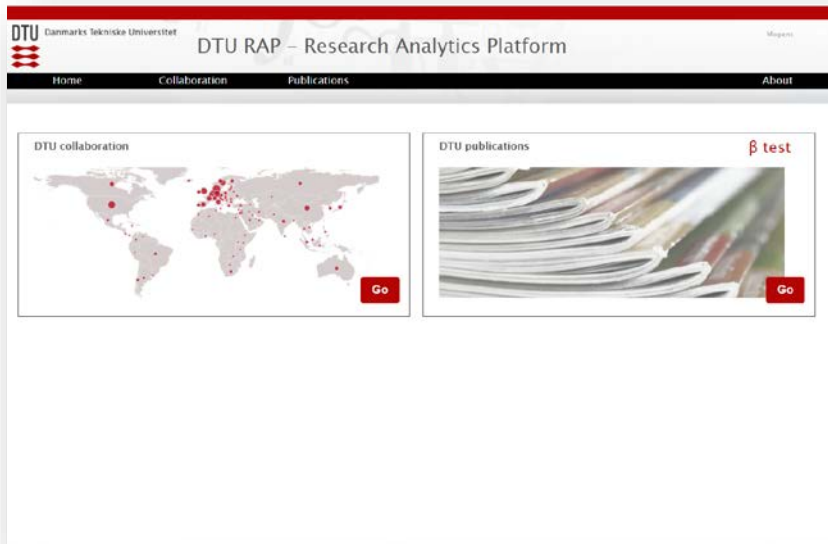 DTU
Danmarks Tekniske Universitet
DTU RAP – Research Analytics Platform
Mogens
Home Collaboration Publications About
DTU collaboration
Go
DTU publications
β test
Go